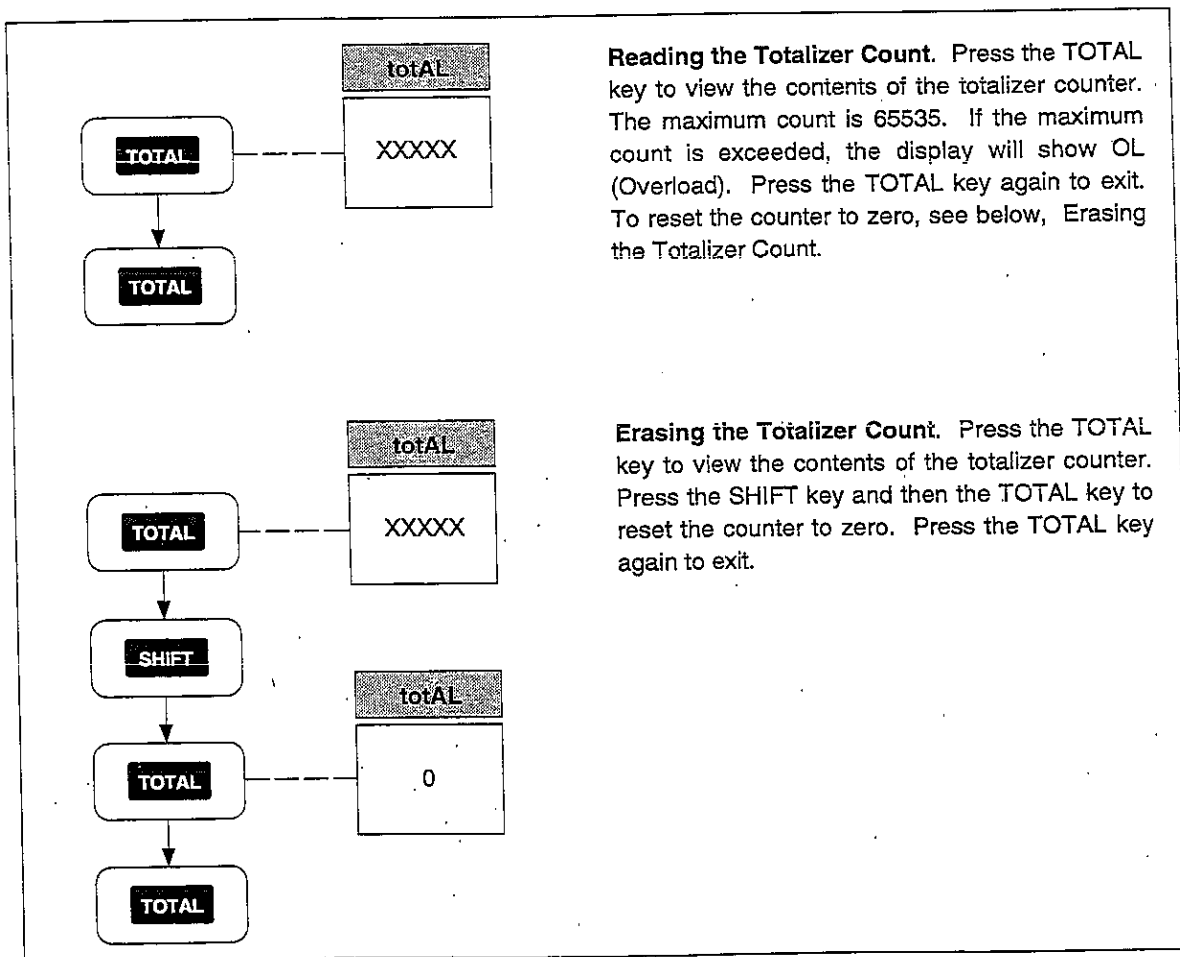 totAL
TOTAL
XXXXX
TOTAL
Reading the Totalizer Count. Press the TOTAL
key to view the contents of the totalizer counter.
The maximum count is 65535. If the maximum
count is exceeded, the display will show OL
(Overload). Press the TOTAL key again to exit.
To reset the counter to zero, see below, Erasing
the Totalizer Count.
totAL
TOTAL
XXXXX
SHIFT
totAL
TOTAL
0
TOTAL
Erasing the Totalizer Count. Press the TOTAL
key to view the contents of the totalizer counter.
Press the SHIFT key and then the TOTAL key to
reset the counter to zero. Press the TOTAL key
again to exit.